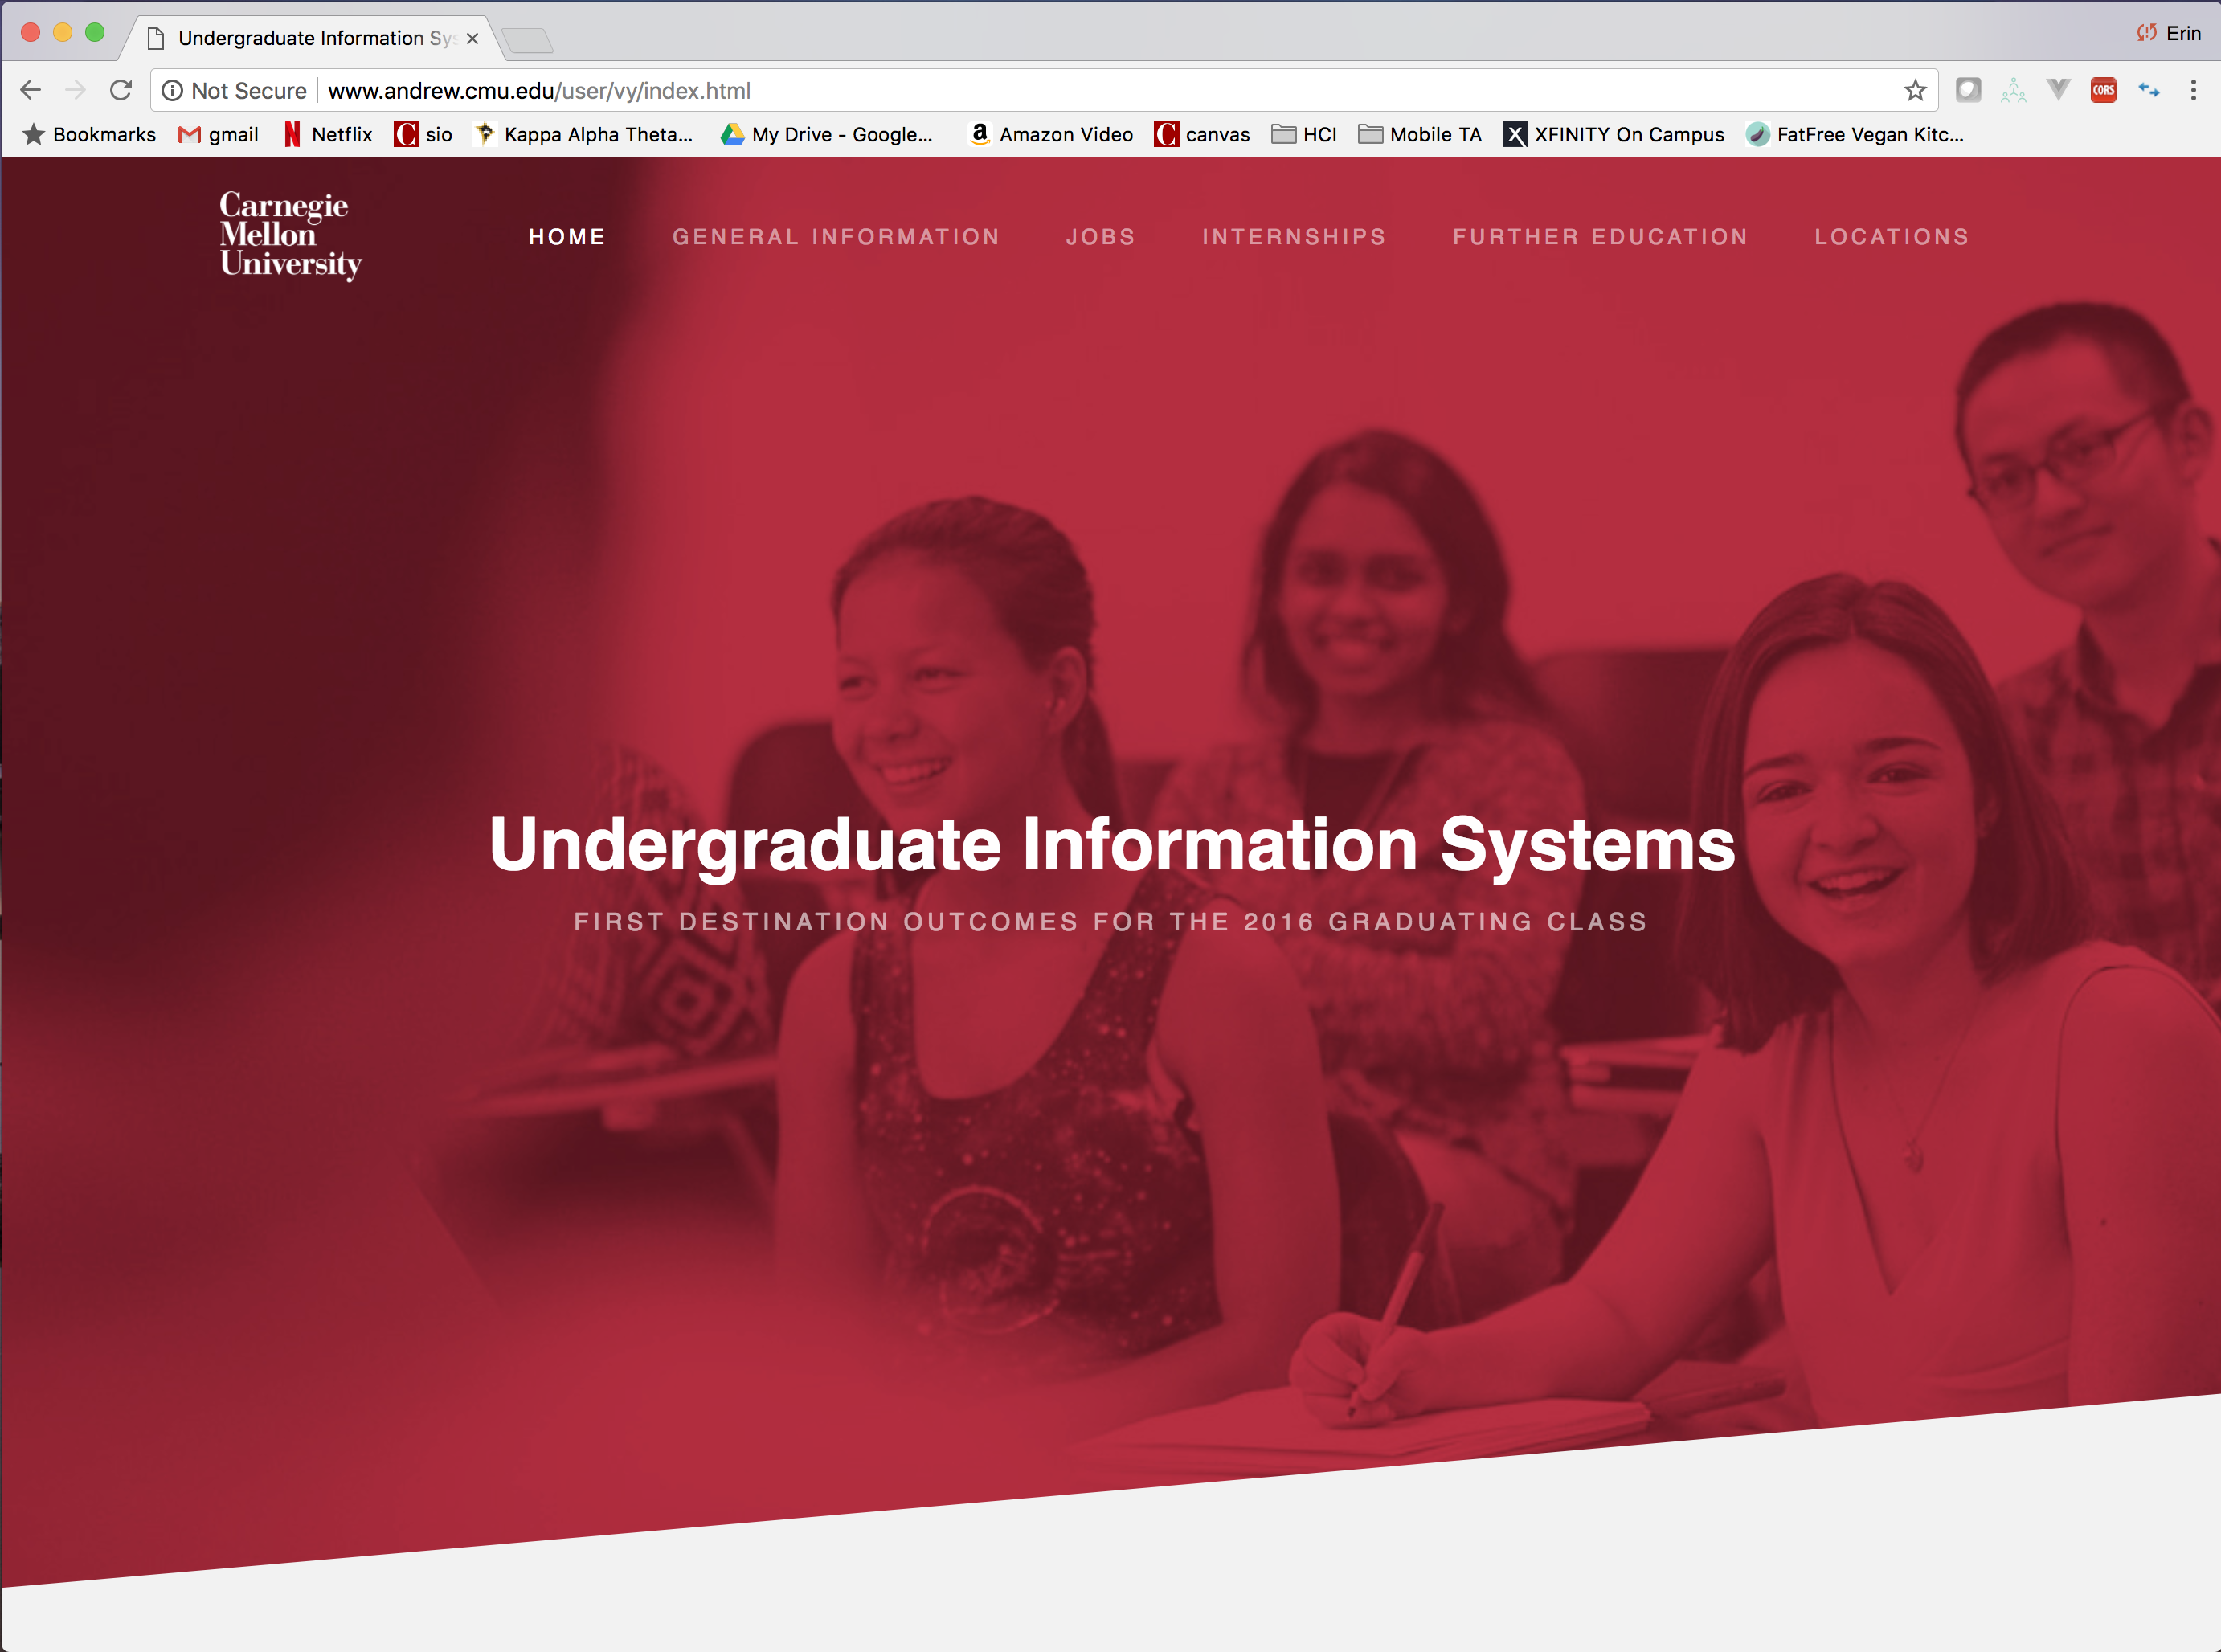 Undergraduate Information Sys
Erin
Not Secure www.andrew.cmu.edu/user/vy/index.html
CORS
Bookmarks gmail Netflix sio Kappa Alpha Theta... My Drive - Google... Amazon Video canvas HCI Mobile TA XFINITY On Campus FatFree Vegan Kitc...
Carnegie
Mellon
University
HOME GENERAL INFORMATION JOBS INTERNSHIPS FURTHER EDUCATION LOCATIONS
Undergraduate Information Systems
FIRST DESTINATION OUTCOMES FOR THE 2016 GRADUATING CLASS